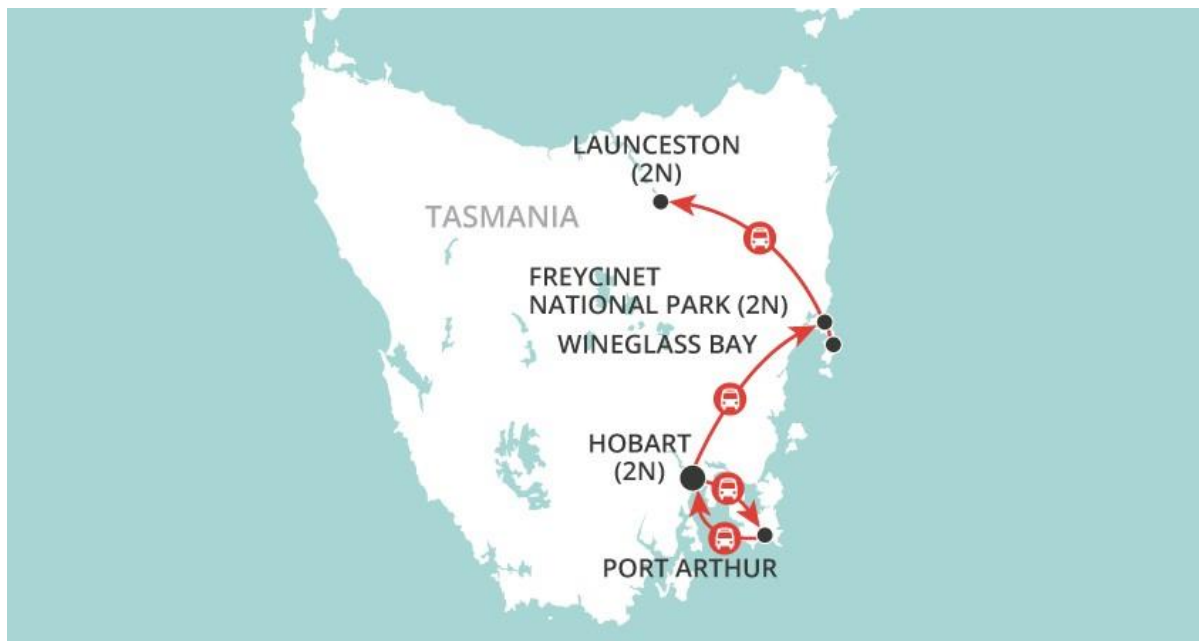 LAUNCESTON
(2N)
TASMANIA
FREYCINET
NATIONAL PARK (2N)
WINEGLASS BAY
HOBART
(2N)
PORT ARTHUR